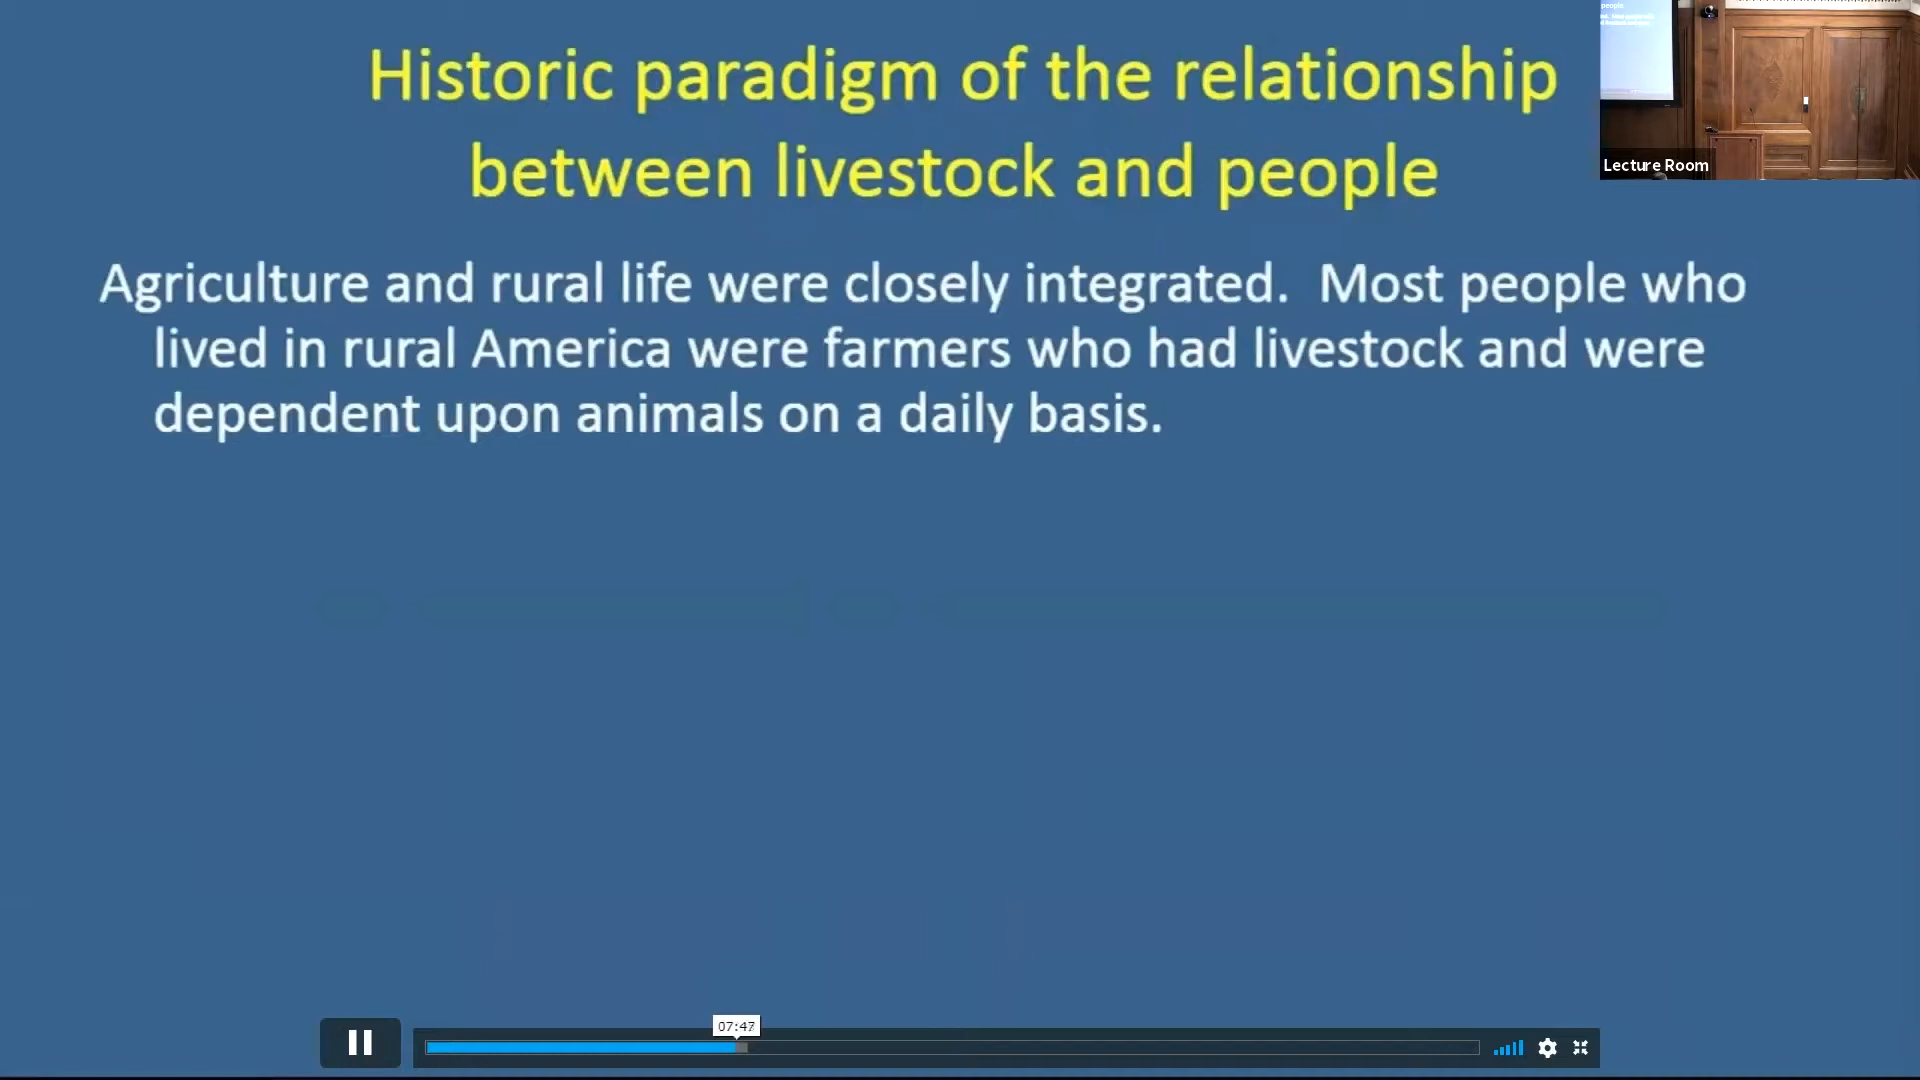 Historic paradigm of the relationship
between livestock and people
people
Lecture Room
Agriculture and rural life were closely integrated.  Most people who
lived in rural America were farmers who had livestock and were
dependent upon animals on a daily basis.
07:47